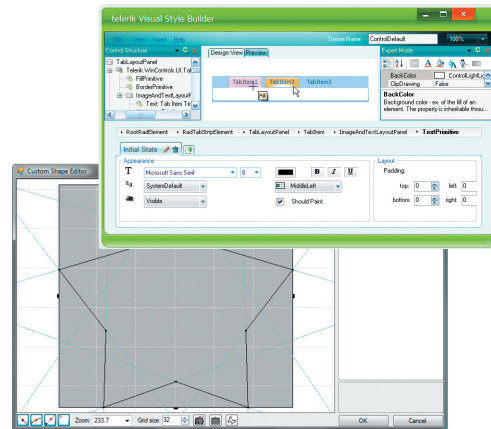 telerik Visual Style Builder
File View Insert Help
Theme Name: ControlDefault 100%
Control Structure
Design View Preview
Expert Mode
TabLayoutPanel
Telerik.WinControls.UI.Tal
FillPrimitive
BorderPrimitive
ImageAndTextLayoutF
Text Tab Item Te
TabItem1 TabItem2 TabItem3
BackColor ControlLightLi
ClipDrawing False
BackColor
Background color - ex. of the fill of an
element. The property is inheritable throu...
RootRadElement RadTabStripElement TabLayoutPanel TabItem ImageAndTextLayoutPanel TextPrimitive
Initial State
Appearance
Layout
T Microsoft Sans Serif 8 B I U
Padding:
SystemDefault MiddleLeft
top: 0 left 0
Visible Should Paint
bottom 0 right 0
Custom Shape Editor
Zoom: 233.7 Grid size: 32 OK Cancel